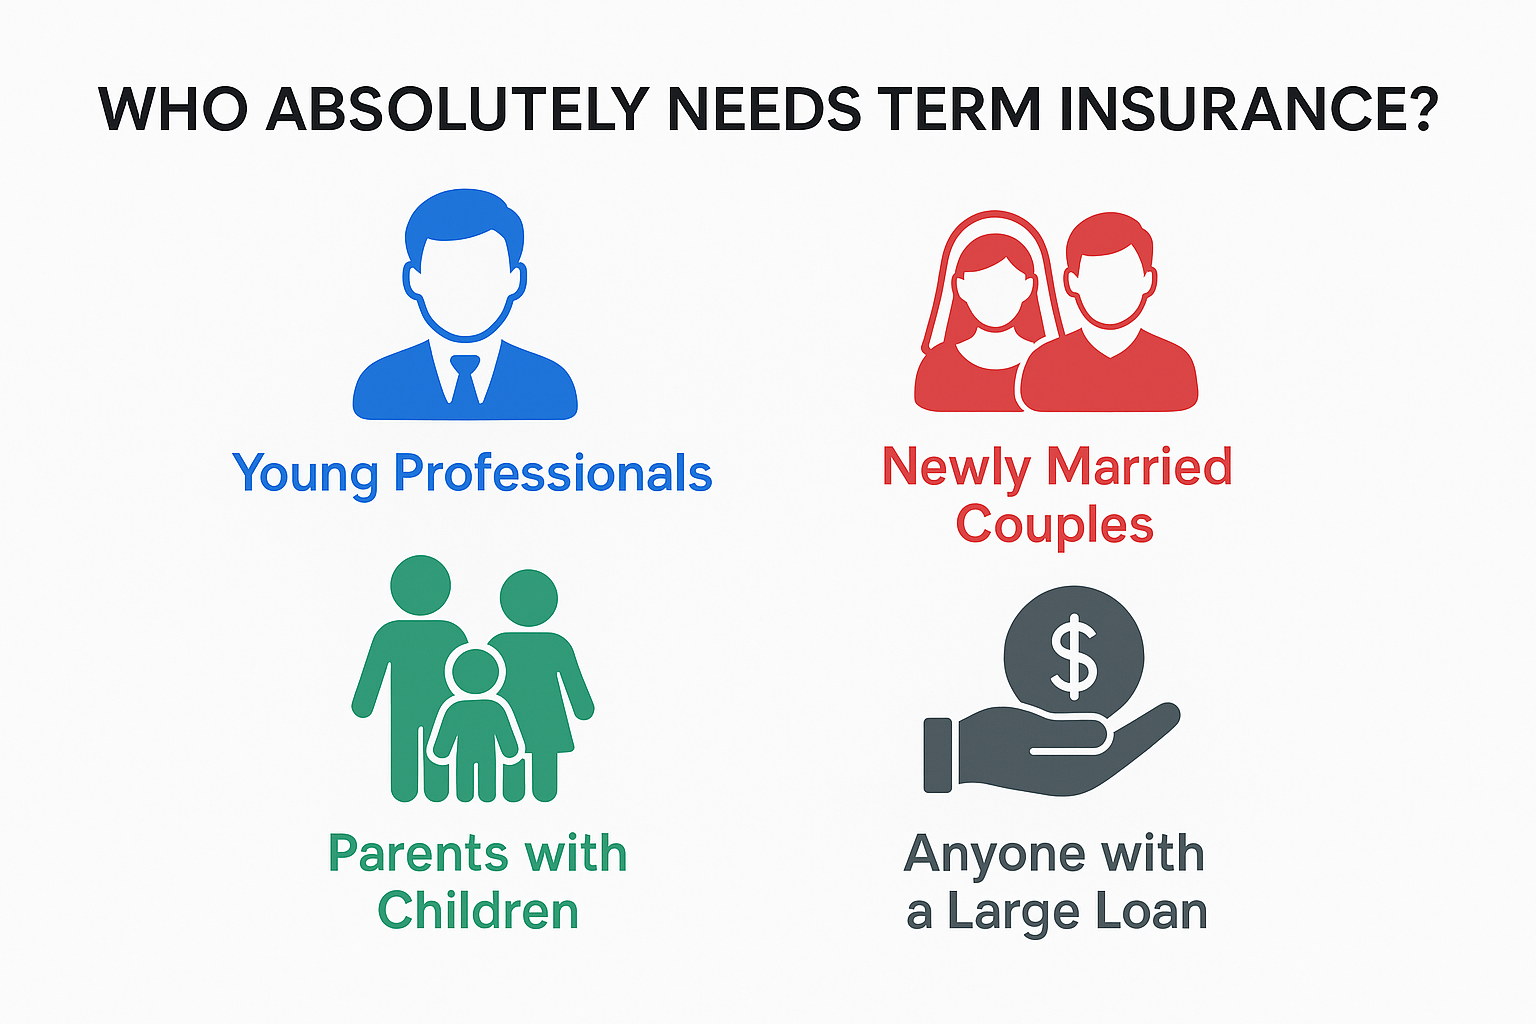 WHO ABSOLUTELY NEEDS TERM INSURANCE?
Young Professionals
Newly Married
Couples
$
Parents with
Children
Anyone with
a Large Loan